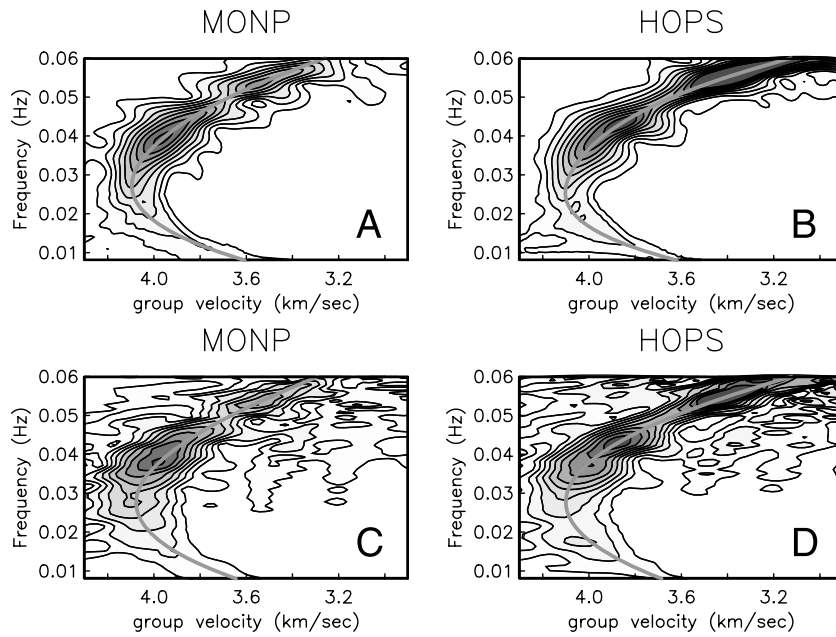 MONP
HOPS
Frequency (Hz)
0.06
0.05
0.04
0.03
0.02
0.01
A
4.0 3.6 3.2
group velocity (km/sec)
Frequency (Hz)
0.06
0.05
0.04
0.03
0.02
0.01
B
4.0 3.6 3.2
group velocity (km/sec)
MONP
HOPS
Frequency (Hz)
0.06
0.05
0.04
0.03
0.02
0.01
C
4.0 3.6 3.2
group velocity (km/sec)
Frequency (Hz)
0.06
0.05
0.04
0.03
0.02
0.01
D
4.0 3.6 3.2
group velocity (km/sec)